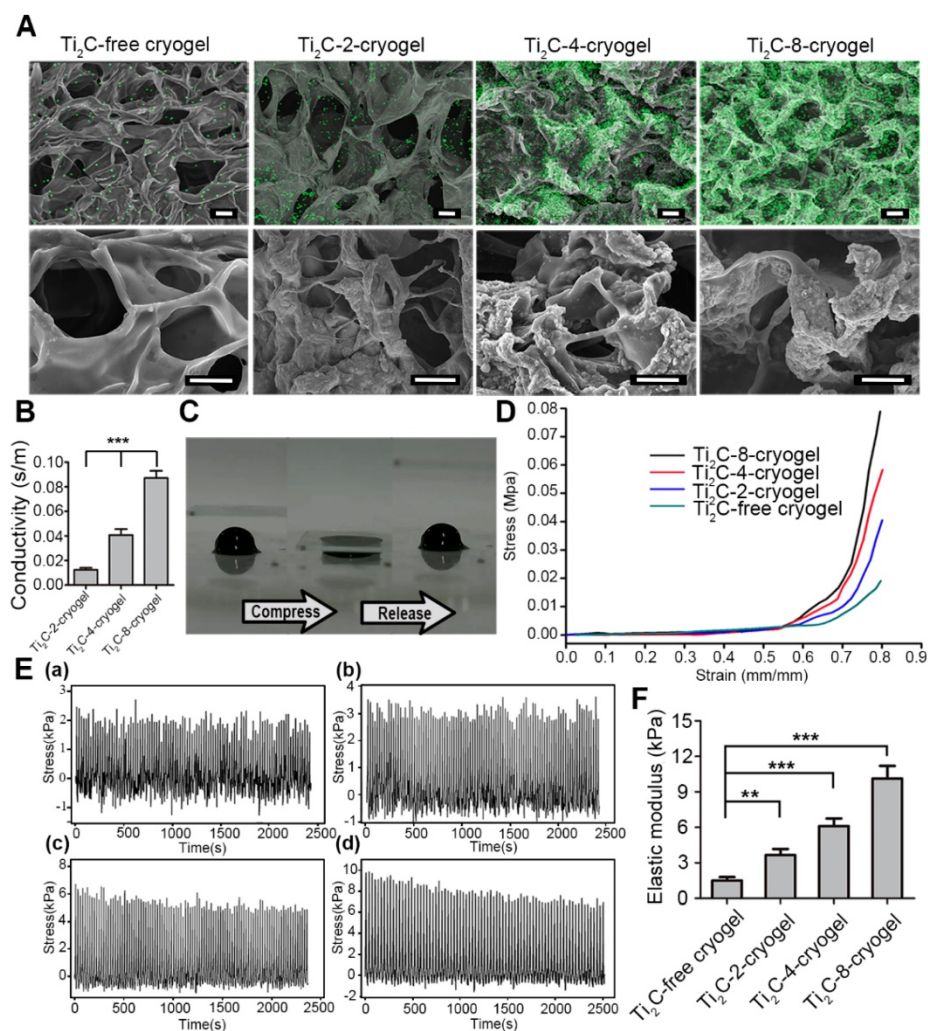 A
Ti₂C-free cryogel
Ti₂C-2-cryogel
Ti₂C-4-cryogel
Ti₂C-8-cryogel
B
Conductivity (s/m)
0.10
0.08
0.06
0.04
0.02
0.00
***
Ti₂C-2-cryogel
Ti₂C-4-cryogel
Ti₂C-8-cryogel
C
Compress
Release
D
Stress (Mpa)
0.08
0.07
0.06
0.05
0.04
0.03
0.02
0.01
0.00
Ti₂C-8-cryogel
Ti₂C-4-cryogel
Ti₂C-2-cryogel
Ti₂C-free cryogel
0.0 0.1 0.2 0.3 0.4 0.5 0.6 0.7 0.8 0.9
Strain (mm/mm)
E
(a)
Stress(kPa)
3
2
1
0
-1
0 500 1000 1500 2000 2500
Time(s)
(b)
Stress(kPa)
4
3
2
1
0
-1
0 500 1000 1500 2000 2500
Time(s)
(c)
Stress(kPa)
8
6
4
2
0
0 500 1000 1500 2000 2500
Time(s)
(d)
Stress(kPa)
10
8
6
4
2
0
-2
0 500 1000 1500 2000 2500
Time(s)
F
Elastic modulus (kPa)
15
12
9
6
3
0
***
***
**
Ti₂C-free cryogel
Ti₂C-2-cryogel
Ti₂C-4-cryogel
Ti₂C-8-cryogel